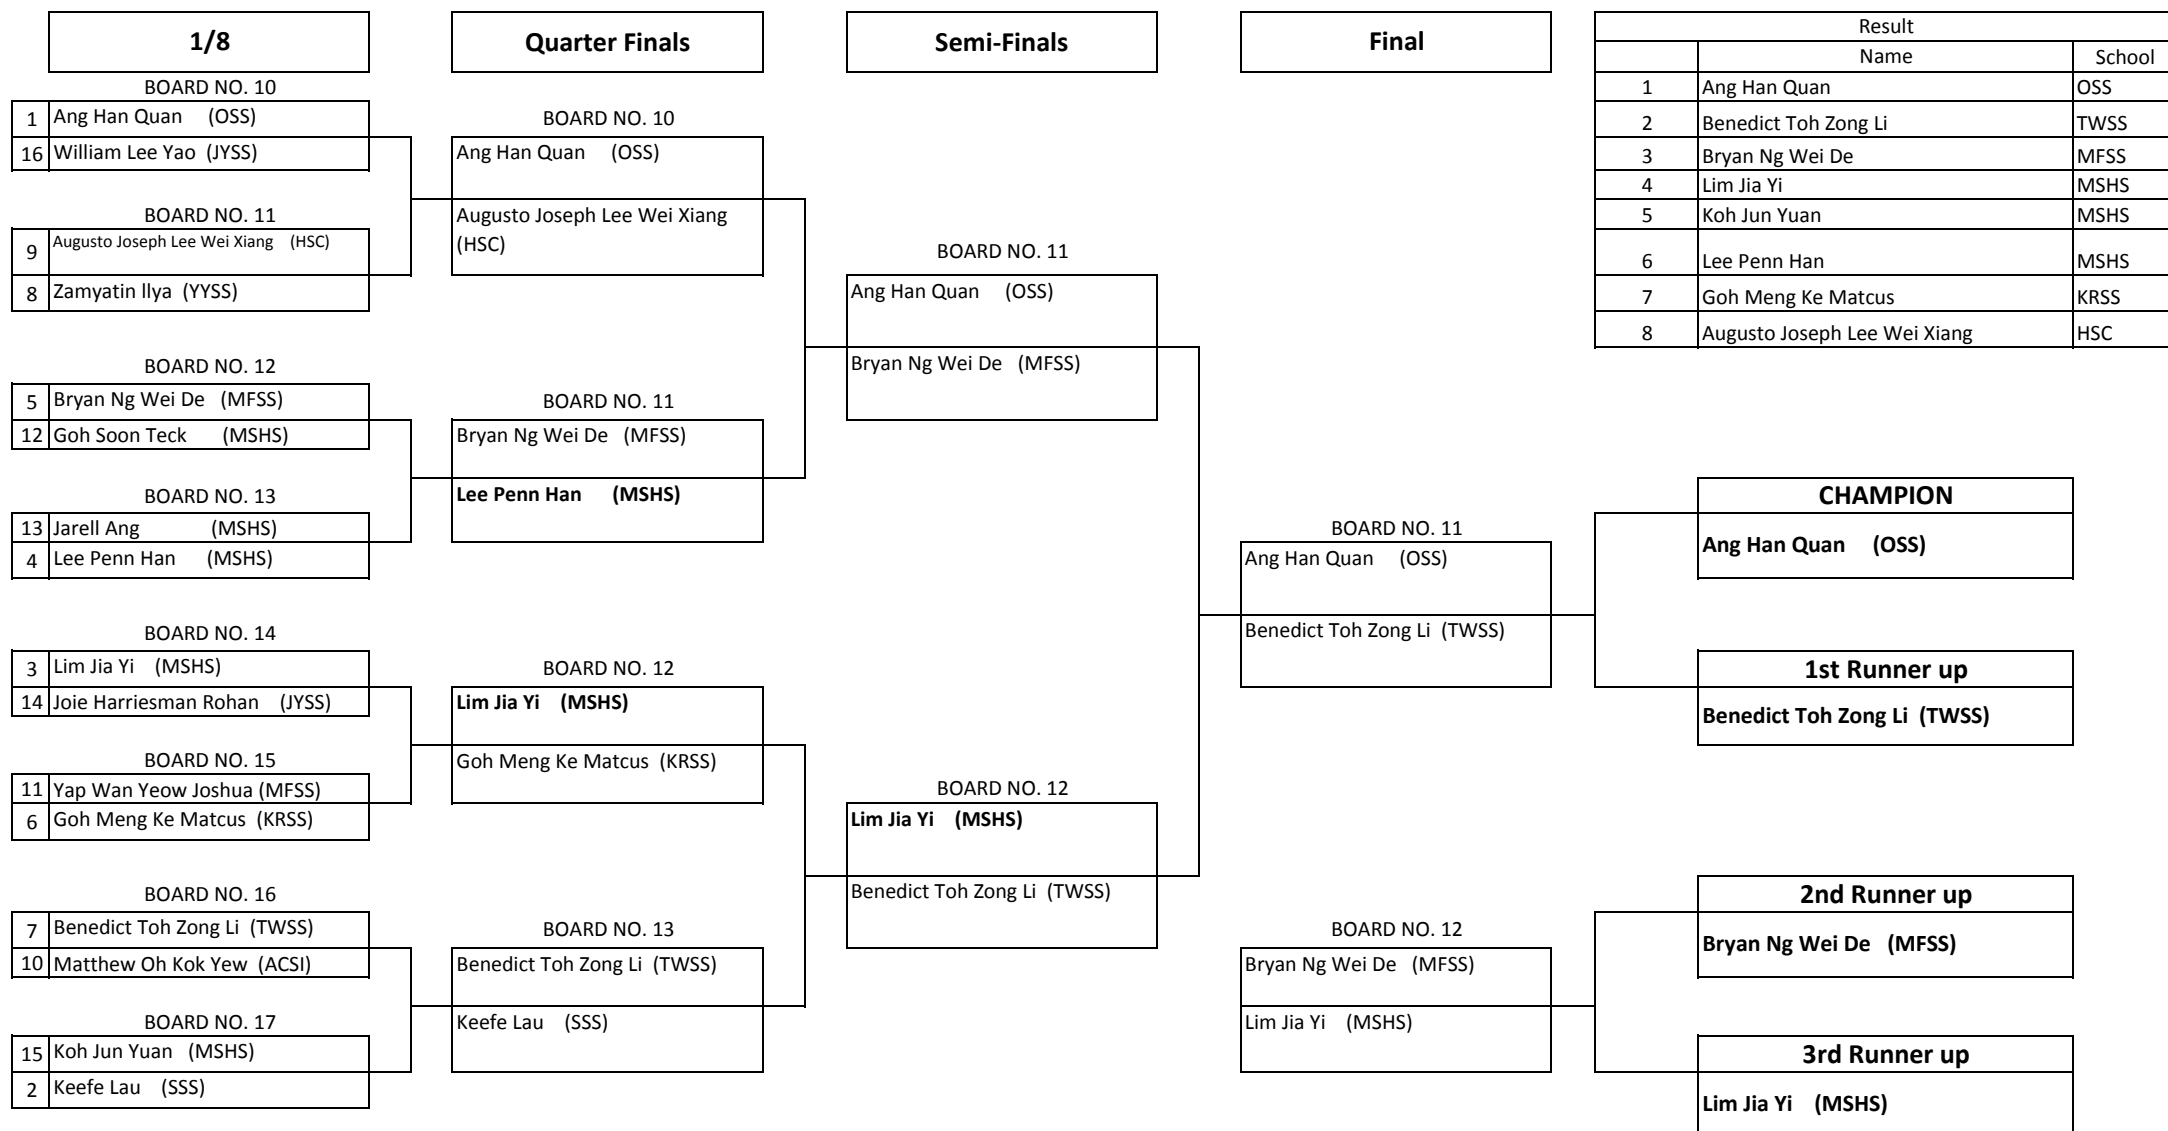 1/8
BOARD NO. 10
1 Ang Han Quan (OSS)
16 William Lee Yao (JYSS)
BOARD NO. 11
9 Augusto Joseph Lee Wei Xiang (HSC)
8 Zamyatin llya (YYSS)
BOARD NO. 12
5 Bryan Ng Wei De (MFSS)
12 Goh Soon Teck (MSHS)
BOARD NO. 13
13 Jarell Ang (MSHS)
4 Lee Penn Han (MSHS)
BOARD NO. 14
3 Lim Jia Yi (MSHS)
14 Joie Harriesman Rohan (JYSS)
BOARD NO. 15
11 Yap Wan Yeow Joshua (MFSS)
6 Goh Meng Ke Matcus (KRSS)
BOARD NO. 16
7 Benedict Toh Zong Li (TWSS)
10 Matthew Oh Kok Yew (ACSI)
BOARD NO. 17
15 Koh Jun Yuan (MSHS)
2 Keefe Lau (SSS)
Quarter Finals
BOARD NO. 10
Ang Han Quan (OSS)
Augusto Joseph Lee Wei Xiang
(HSC)
BOARD NO. 11
Bryan Ng Wei De (MFSS)
Lee Penn Han (MSHS)
BOARD NO. 12
Lim Jia Yi (MSHS)
Goh Meng Ke Matcus (KRSS)
BOARD NO. 13
Benedict Toh Zong Li (TWSS)
Keefe Lau (SSS)
Semi-Finals
BOARD NO. 11
Ang Han Quan (OSS)
Bryan Ng Wei De (MFSS)
BOARD NO. 12
Lim Jia Yi (MSHS)
Benedict Toh Zong Li (TWSS)
Final
BOARD NO. 11
Ang Han Quan (OSS)
Benedict Toh Zong Li (TWSS)
BOARD NO. 12
Bryan Ng Wei De (MFSS)
Lim Jia Yi (MSHS)
Result
Name School
1 Ang Han Quan OSS
2 Benedict Toh Zong Li TWSS
3 Bryan Ng Wei De MFSS
4 Lim Jia Yi MSHS
5 Koh Jun Yuan MSHS
6 Lee Penn Han MSHS
7 Goh Meng Ke Matcus KRSS
8 Augusto Joseph Lee Wei Xiang HSC
CHAMPION
Ang Han Quan (OSS)
1st Runner up
Benedict Toh Zong Li (TWSS)
2nd Runner up
Bryan Ng Wei De (MFSS)
3rd Runner up
Lim Jia Yi (MSHS)